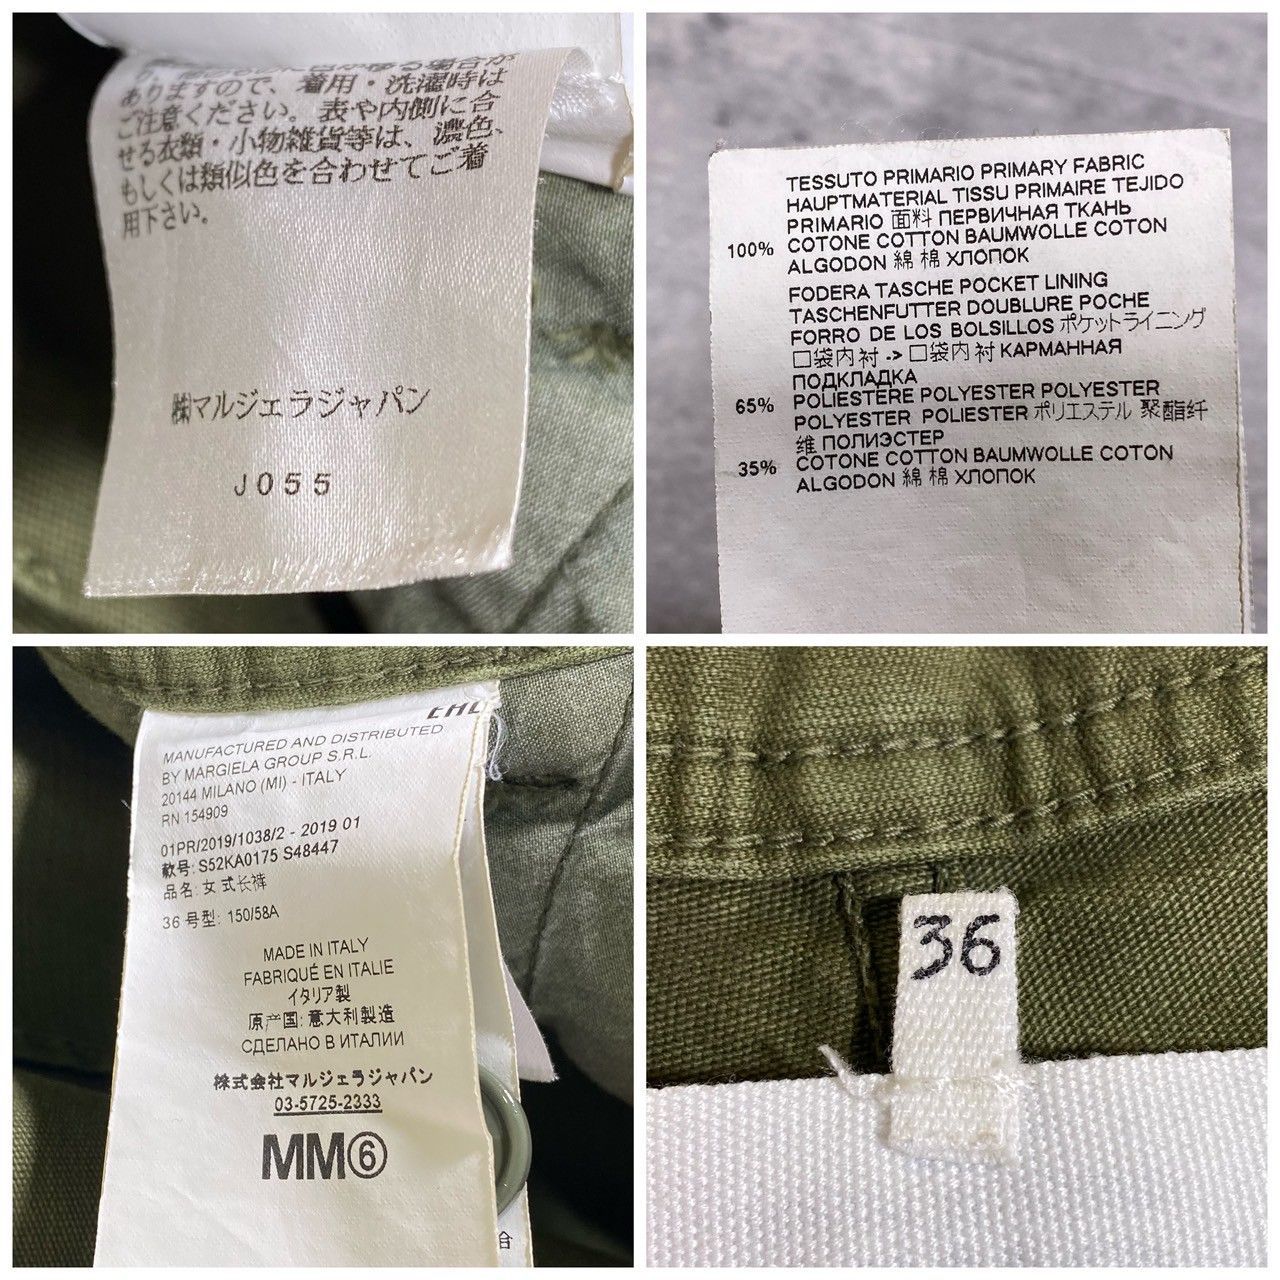 ありますので、着用・洗濯時は
ご注意ください。表や内側に合
せる衣類・小物雑貨等は、濃色、
もしくは類似色を合わせてご着
用下さい。
㈱マルジェラジャパン
J055
TESSUTO PRIMARIO PRIMARY FABRIC
HAUPTMATERIAL TISSU PRIMAIRE TEJIDO
PRIMARIO 面料 ПЕРВИЧНАЯ ТКАНЬ
100% COTONE COTTON BAUMWOLLE COTON
ALGODON 綿 棉 ХЛОПОК
FODERA TASCHE POCKET LINING
TASCHENFUTTER DOUBLURE POCHE
FORRO DE LOS BOLSILLOS ポケットライニング
口袋内衬 -> 口袋内衬 КАРМАННАЯ
ПОДКЛАДКА
65% POLIESTERE POLYESTER POLYESTER
POLYESTER POLIESTER ポリエステル 聚酯纤
维 ПОЛИЭСТЕР
35% COTONE COTTON BAUMWOLLE COTON
ALGODON 綿 棉 ХЛОПОК
EAC
MANUFACTURED AND DISTRIBUTED
BY MARGIELA GROUP S.R.L.
20144 MILANO (MI) - ITALY
RN 154909
01PR/2019/1038/2 - 2019 01
款号: S52KA0175 S48447
品名: 女式长裤
36 号型: 150/58A
MADE IN ITALY
FABRIQUÉ EN ITALIE
イタリア製
原产国: 意大利製造
СДЕЛАНО В ИТАЛИИ
株式会社マルジェラジャパン
03-5725-2333
MM⑥
合
36